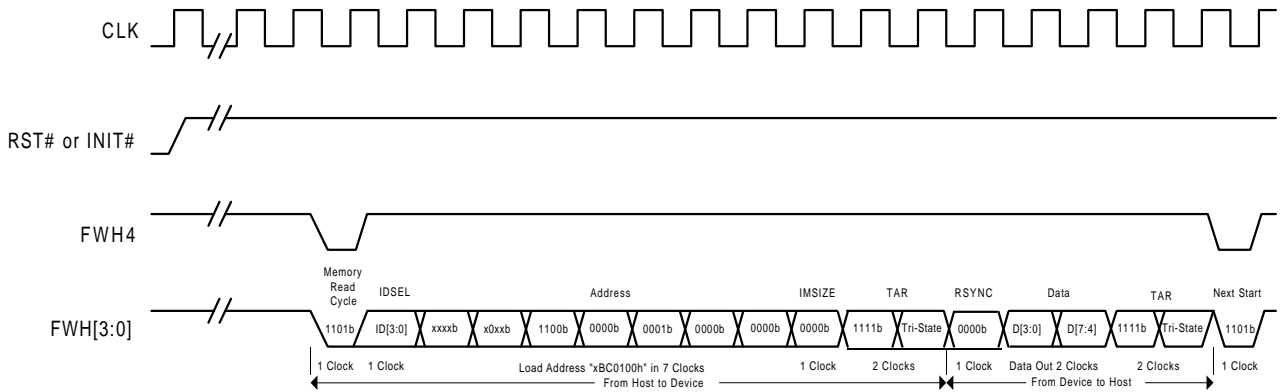 CLK
RST# or INIT#
FWH4
Memory
Read
Cycle
IDSEL Address IMSIZE TAR RSYNC Data TAR Next Start
FWH[3:0] 1101b ID[3:0] xxxxb x0xxb 1100b 0000b 0001b 0000b 0000b 0000b 1111b Tri-State 0000b D[3:0] D[7:4] 1111b Tri-State 1101b
1 Clock 1 Clock Load Address "xBC0100h" in 7 Clocks 1 Clock 2 Clocks 1 Clock Data Out 2 Clocks 2 Clocks 1 Clock
From Host to Device From Device to Host